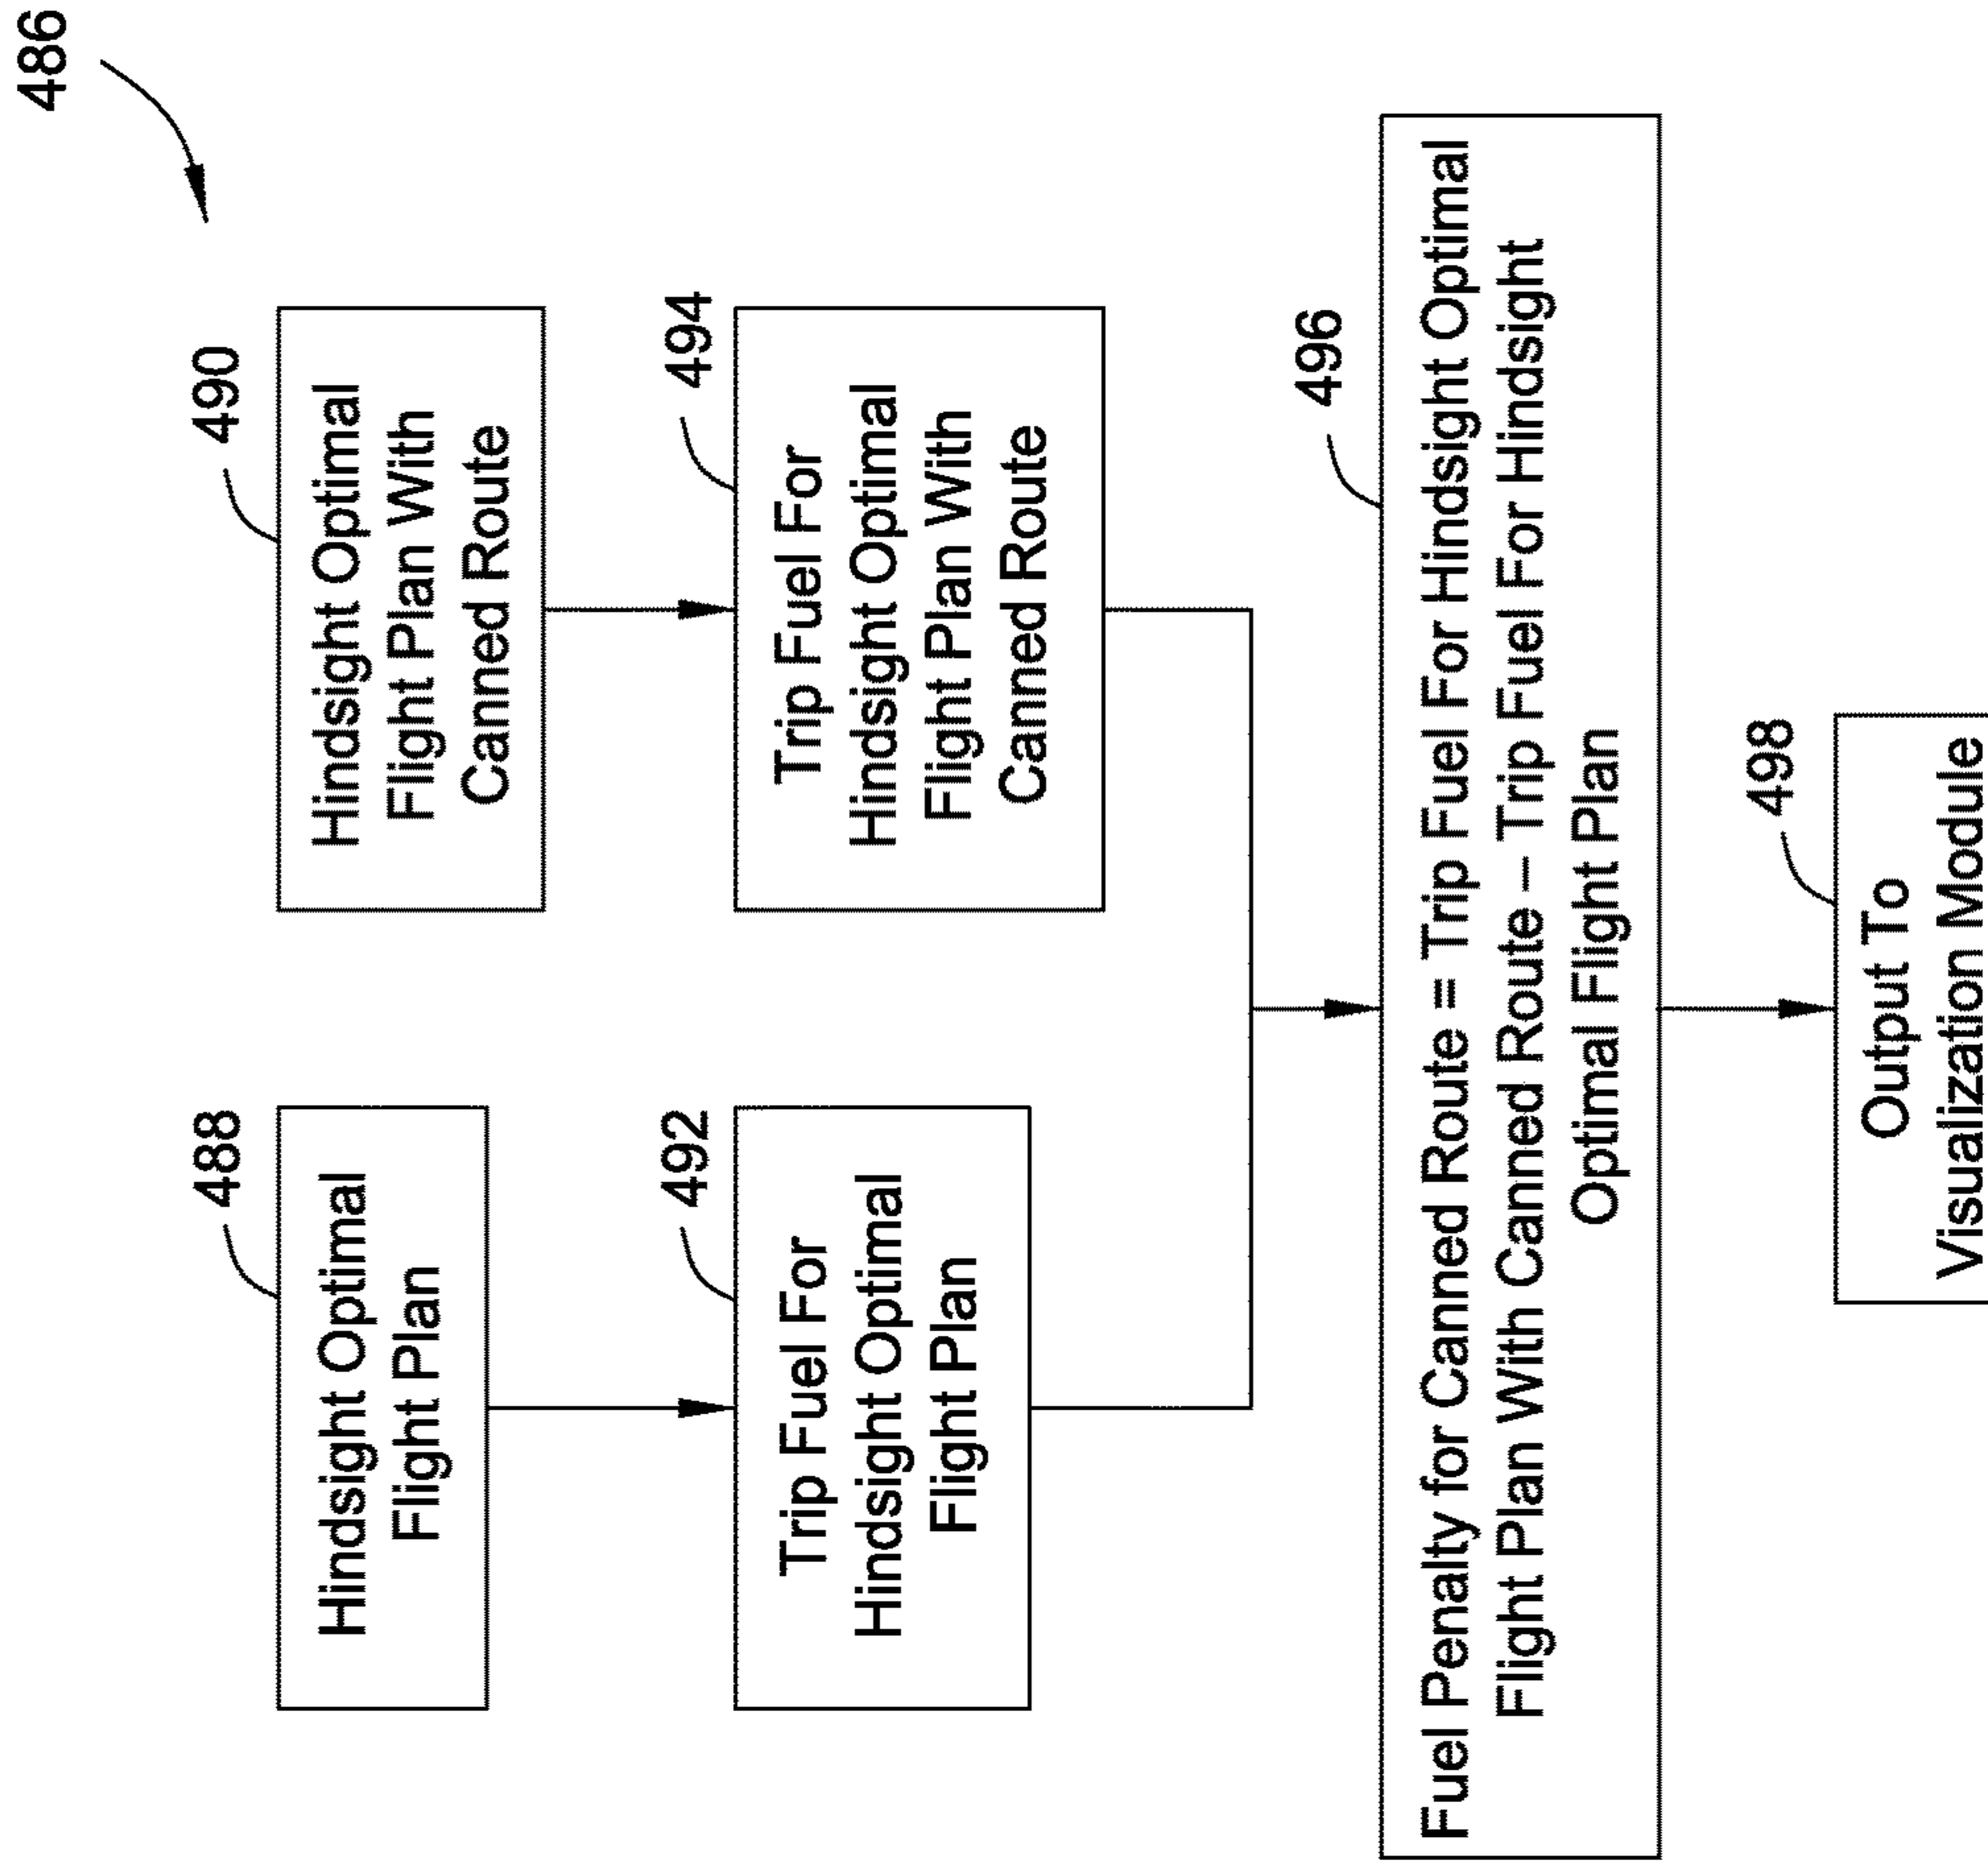 486
488
Hindsight Optimal
Flight Plan
490
Hindsight Optimal
Flight Plan With
Canned Route
492
Trip Fuel For
Hindsight Optimal
Flight Plan
494
Trip Fuel For
Hindsight Optimal
Flight Plan With
Canned Route
496
Fuel Penalty for Canned Route = Trip Fuel For Hindsight Optimal
Flight Plan With Canned Route – Trip Fuel For Hindsight
Optimal Flight Plan
498
Output To
Visualization Module